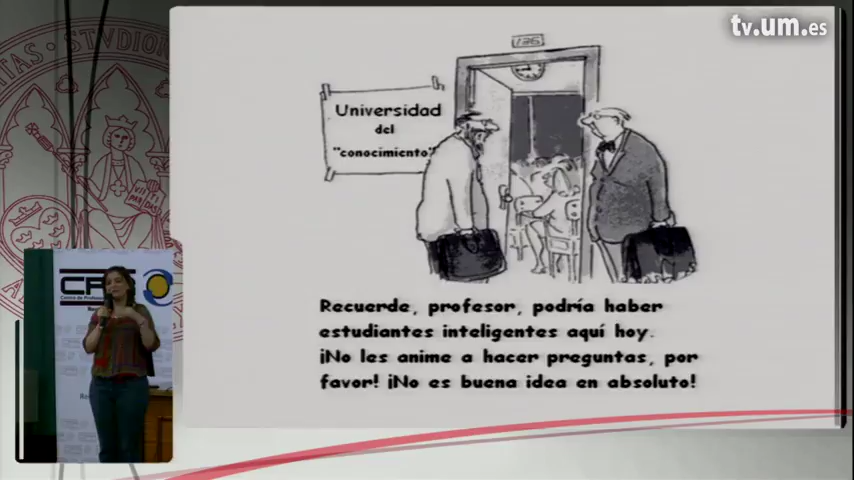 tv.um.es
126
Universidad
del
"conocimiento"
Recuerde, profesor, podría haber
estudiantes inteligentes aquí hoy.
¡No les anime a hacer preguntas, por
favor! ¡No es buena idea en absoluto!